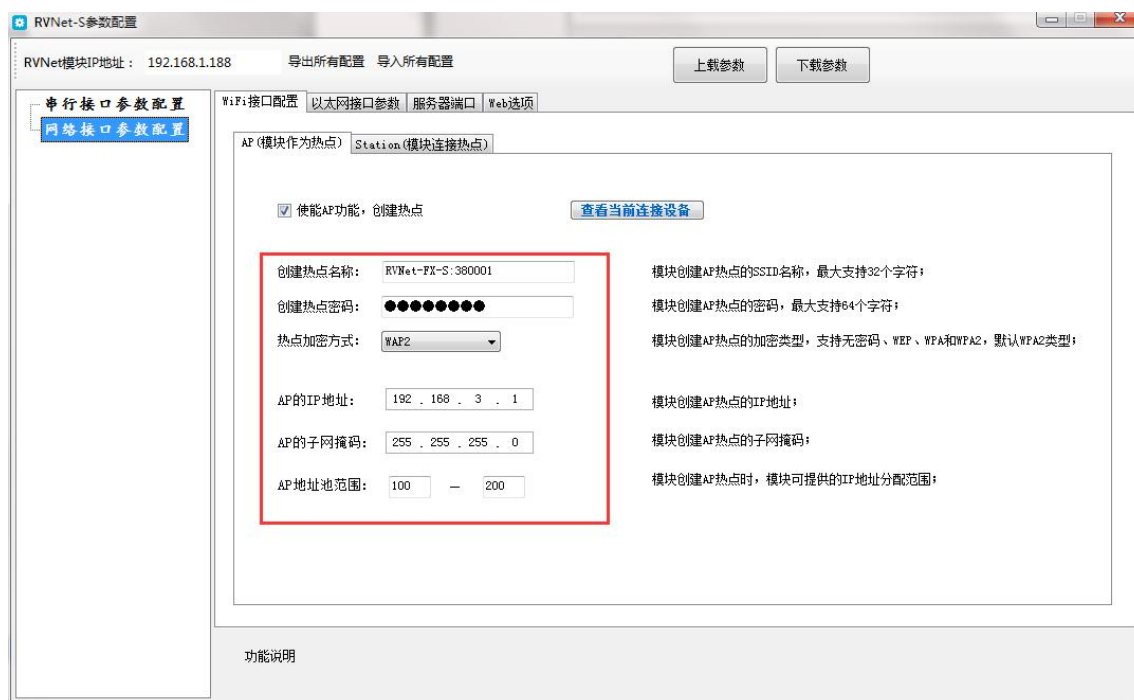 RVNet-S参数配置
RVNet模块IP地址： 192.168.1.188 导出所有配置 导入所有配置 上载参数 下载参数
串行接口参数配置
网络接口参数配置
WiFi接口配置 以太网接口参数 服务器端口 Web选项
AP(模块作为热点) Station(模块连接热点)
使能AP功能，创建热点 查看当前连接设备
创建热点名称： RVNet-FX-S:380001 模块创建AP热点的SSID名称，最大支持32个字符；
创建热点密码： ●●●●●●●● 模块创建AP热点的密码，最大支持64个字符；
热点加密方式： WAP2 模块创建AP热点的加密类型，支持无密码、WEP、WPA和WPA2，默认WPA2类型；
AP的IP地址： 192 . 168 . 3 . 1 模块创建AP热点的IP地址；
AP的子网掩码： 255 . 255 . 255 . 0 模块创建AP热点的子网掩码；
AP地址池范围： 100 — 200 模块创建AP热点时，模块可提供的IP地址分配范围；
功能说明